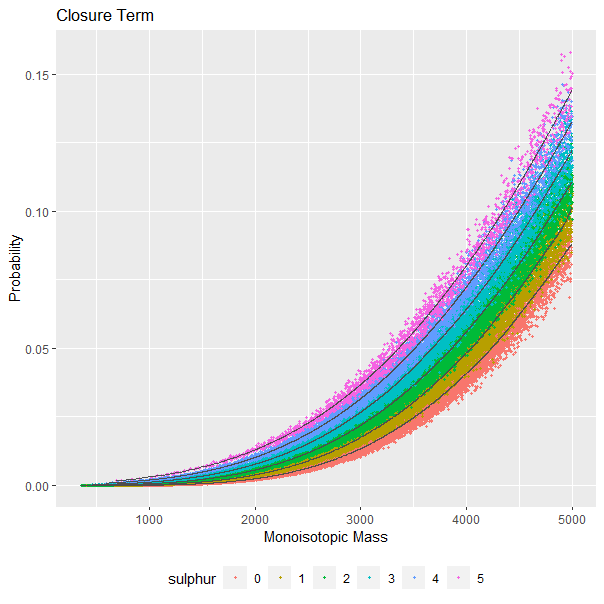 Closure Term
Probability
0.15
0.10
0.05
0.00
1000 2000 3000 4000 5000
Monoisotopic Mass
sulphur 0 1 2 3 4 5